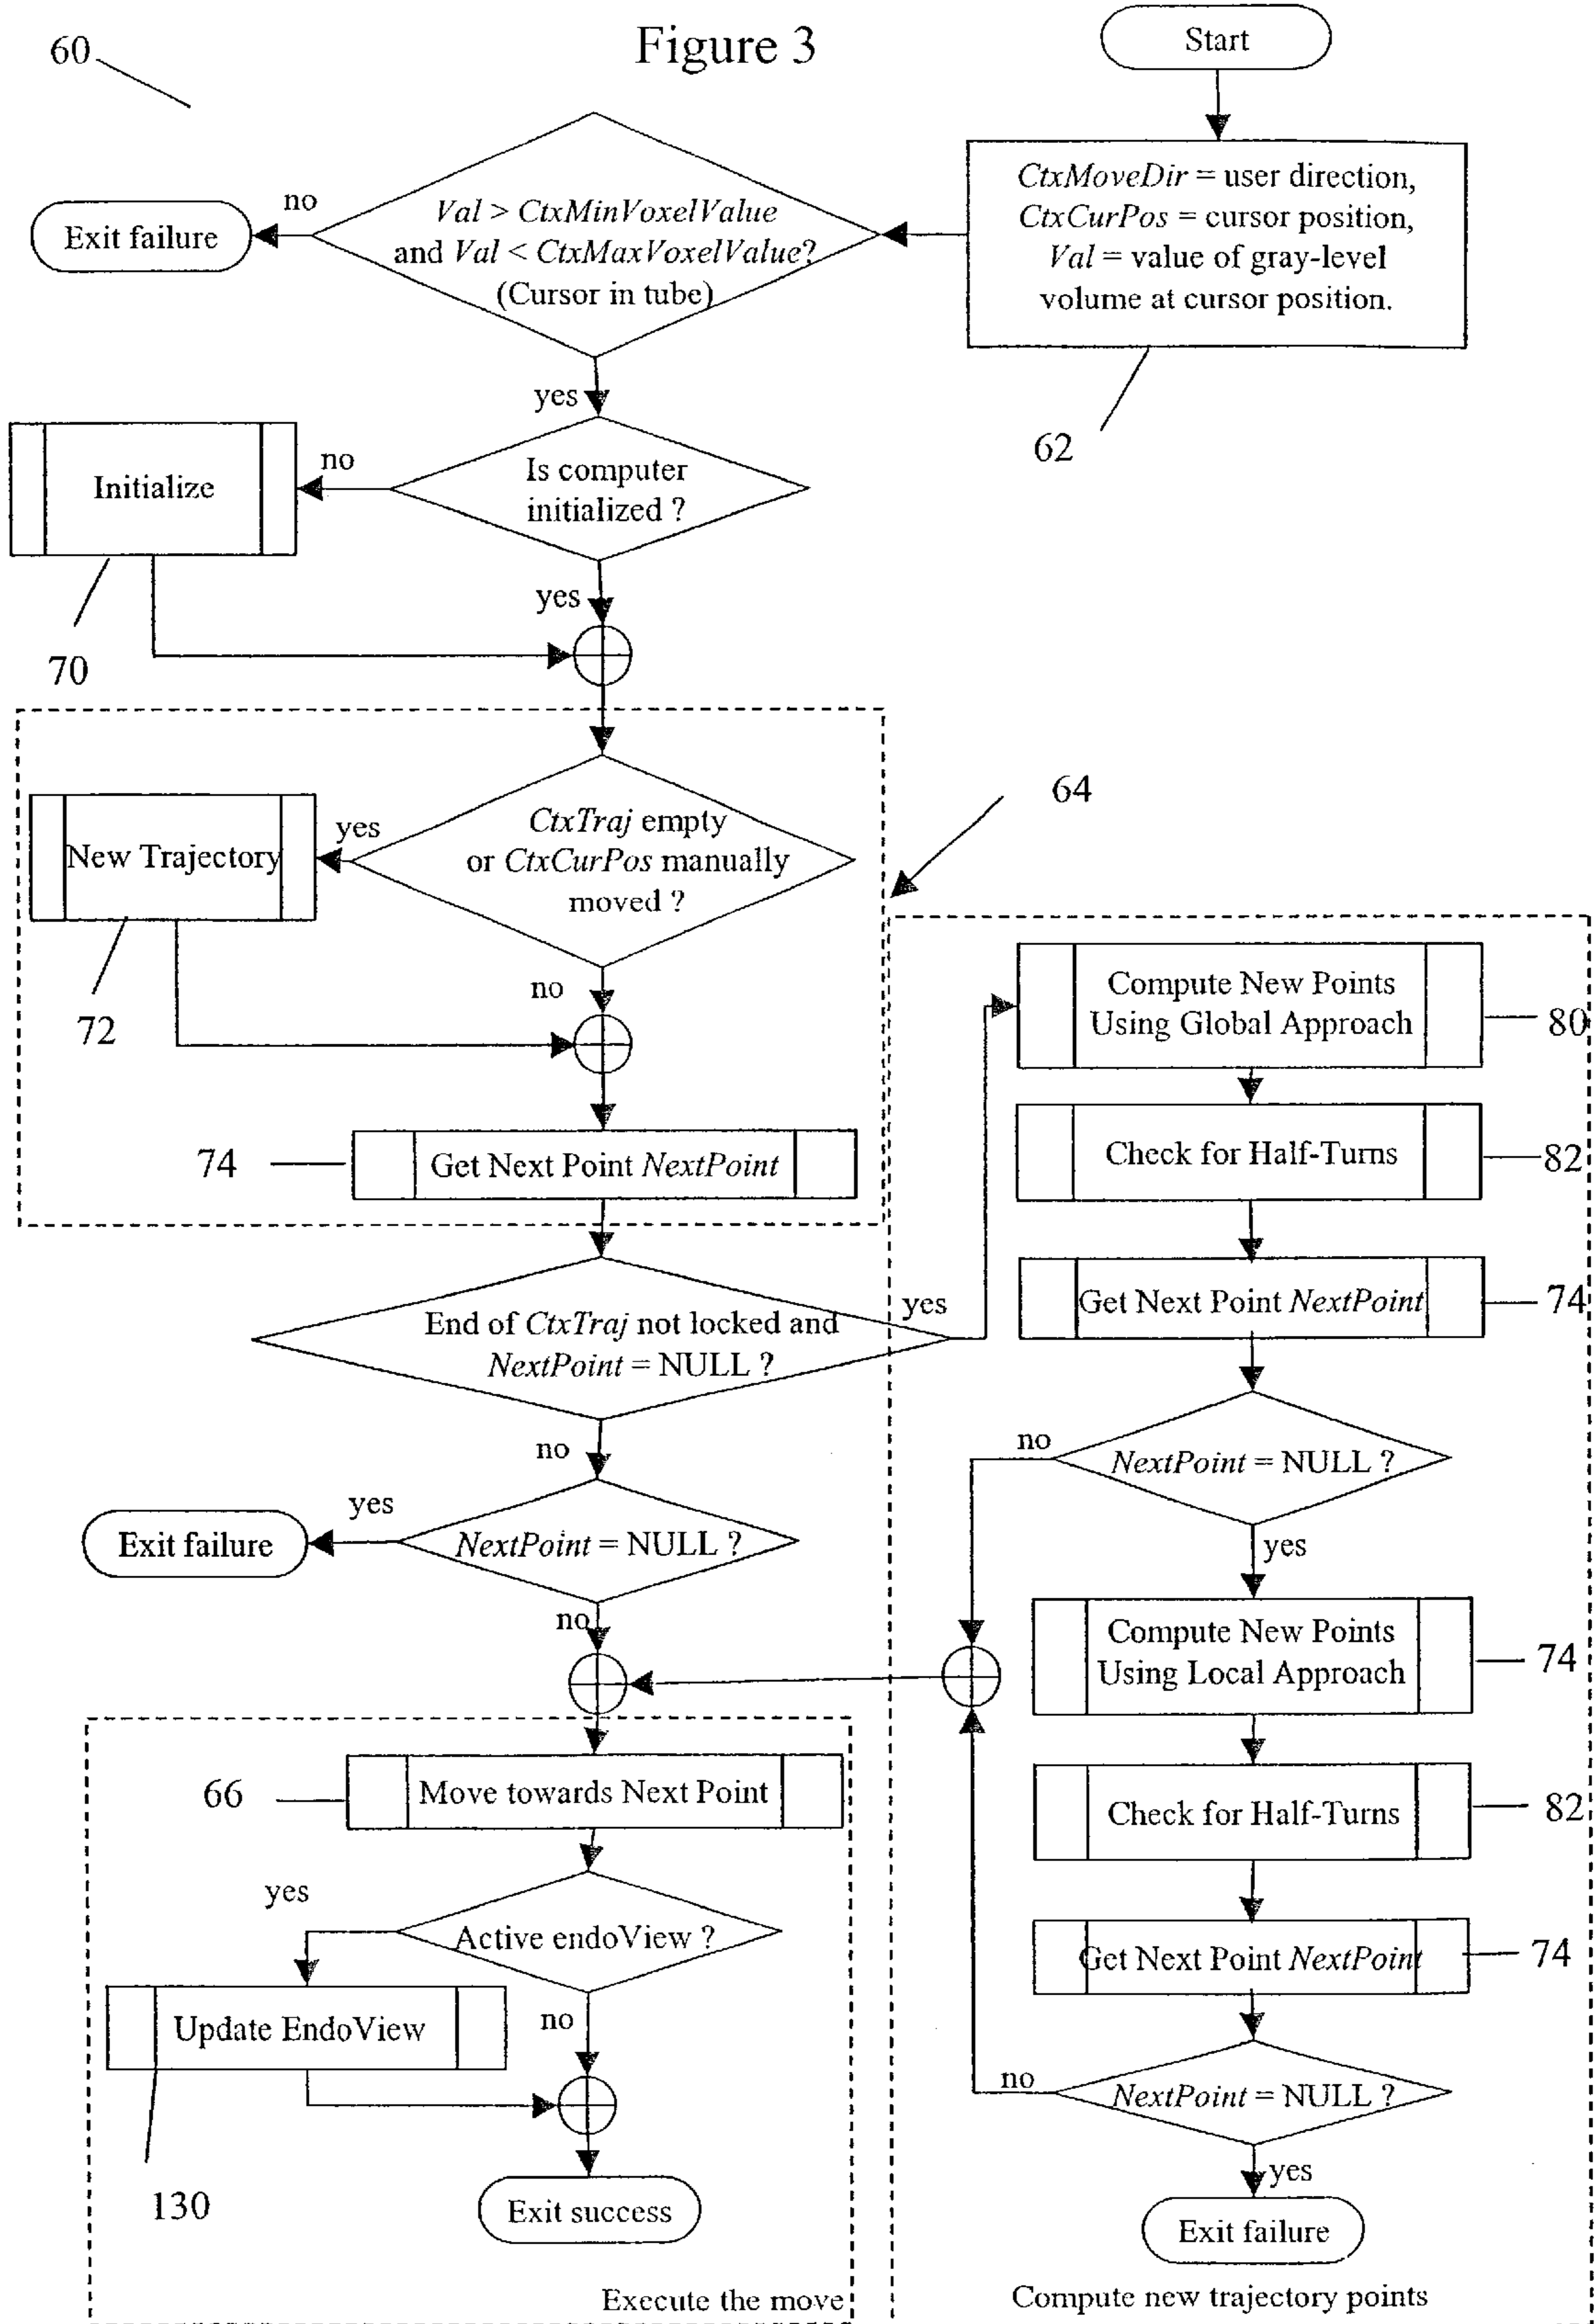 60
Figure 3
Start
CtxMoveDir = user direction,
CtxCurPos = cursor position,
Val = value of gray-level
volume at cursor position.
62
Val > CtxMinVoxelValue
and Val < CtxMaxVoxelValue?
(Cursor in tube)
no
Exit failure
yes
Is computer
initialized ?
no
Initialize
70
yes
64
CtxTraj empty
or CtxCurPos manually
moved ?
yes
New Trajectory
72
no
74
Get Next Point NextPoint
End of CtxTraj not locked and
NextPoint = NULL ?
yes
no
NextPoint = NULL ?
yes
Exit failure
no
66
Move towards Next Point
Active endoView ?
yes
Update EndoView
130
no
Exit success
Execute the move
Compute New Points
Using Global Approach
80
Check for Half-Turns
82
Get Next Point NextPoint
74
NextPoint = NULL ?
no
yes
Compute New Points
Using Local Approach
74
Check for Half-Turns
82
Get Next Point NextPoint
74
NextPoint = NULL ?
no
yes
Exit failure
Compute new trajectory points